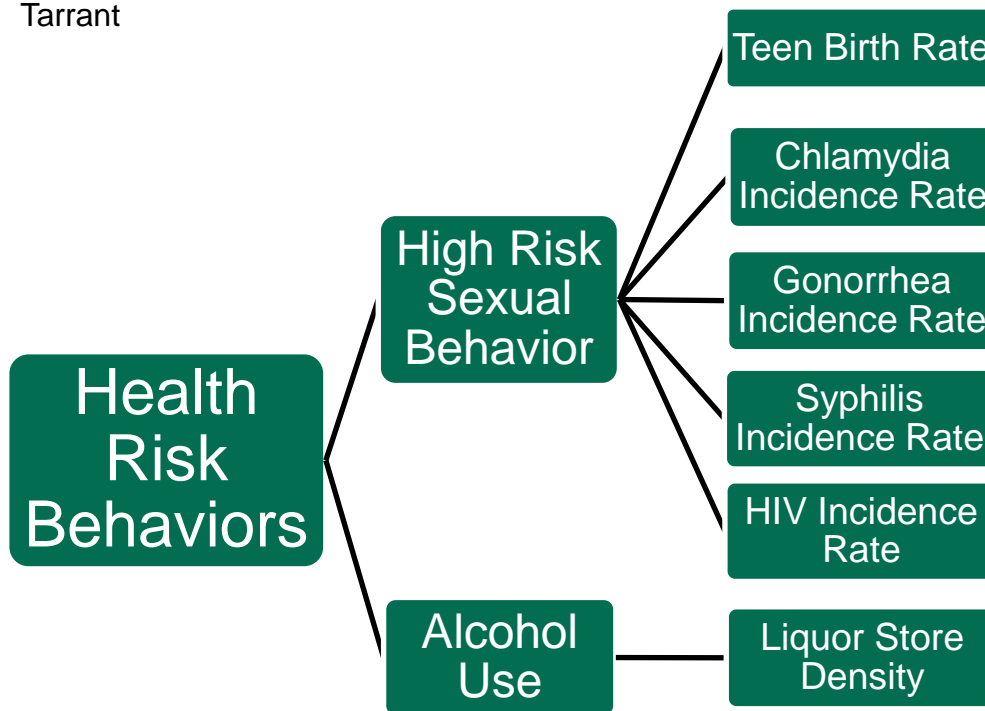 Tarrant
Teen Birth Rate
Chlamydia
Incidence Rate
High Risk
Sexual
Behavior
Gonorrhea
Incidence Rate
Health
Risk
Behaviors
Syphilis
Incidence Rate
HIV Incidence
Rate
Alcohol
Use
Liquor Store
Density